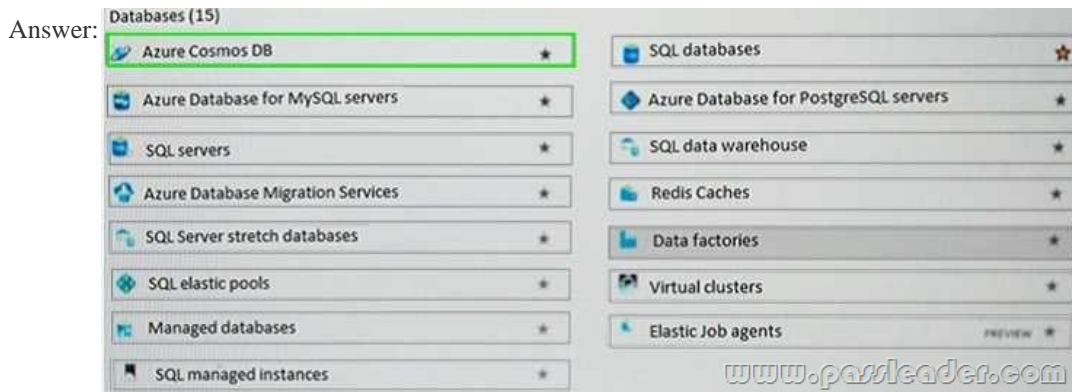 Answer:
Databases (15)
Azure Cosmos DB
SQL databases
Azure Database for MySQL servers
Azure Database for PostgreSQL servers
SQL servers
SQL data warehouse
Azure Database Migration Services
Redis Caches
SQL Server stretch databases
Data factories
SQL elastic pools
Virtual clusters
Managed databases
Elastic Job agents
PREVIEW
SQL managed instances
www.passleader.com